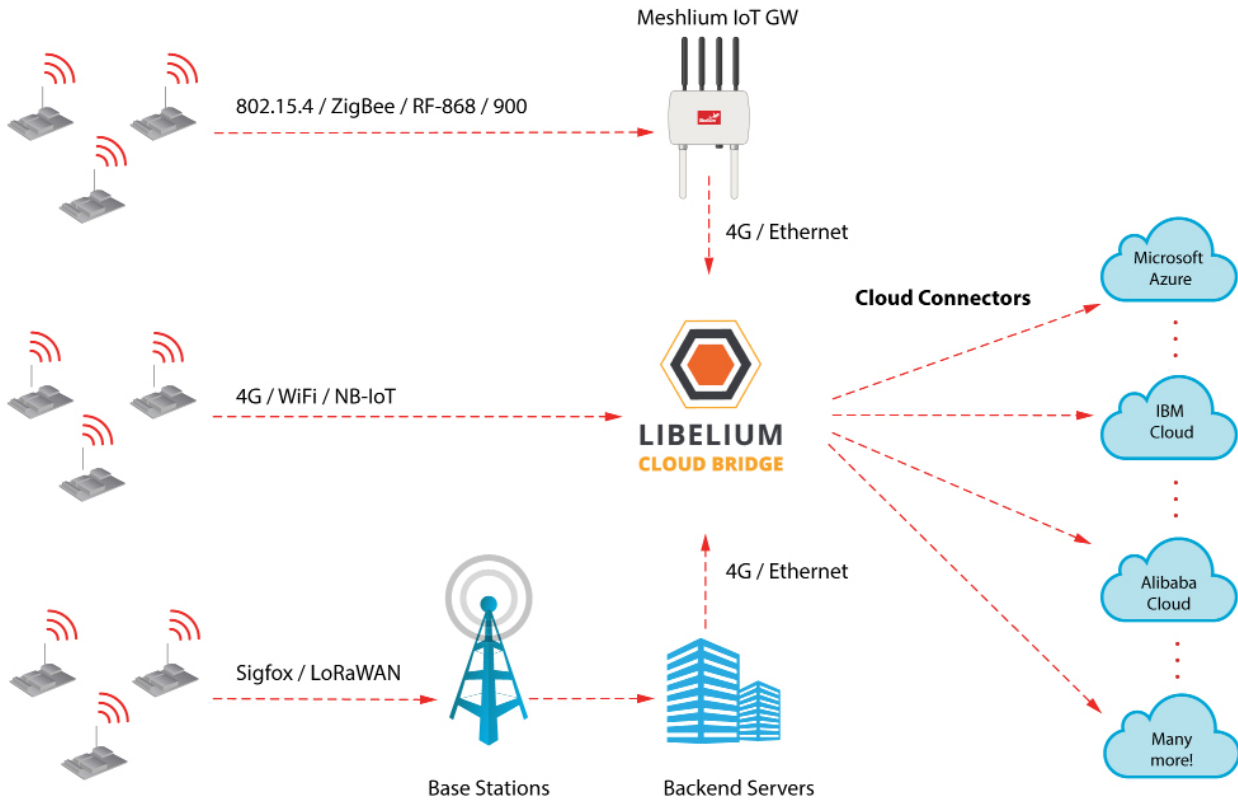 Meshlium IoT GW
802.15.4 / ZigBee / RF-868 / 900
4G / Ethernet
Cloud Connectors
Microsoft
Azure
4G / WiFi / NB-IoT
LIBELIUM
CLOUD BRIDGE
IBM
Cloud
4G / Ethernet
Alibaba
Cloud
Sigfox / LoRaWAN
Many
more!
Base Stations
Backend Servers